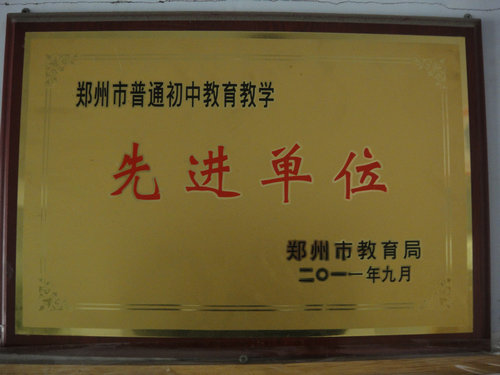 郑州市普通初中教育教学
先进单位
郑州市教育局
二〇一一年九月